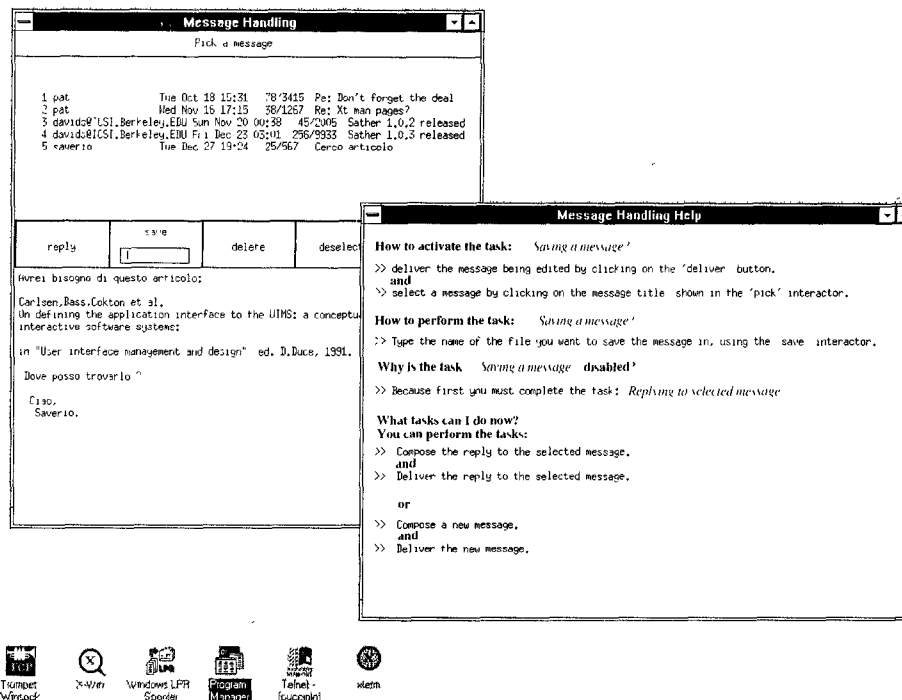 Message Handling
Pick a message
1 pat Tue Oct 18 15:31 78/3415 Re: Don't forget the deal
2 pat Wed Nov 16 17:15 38/1267 Re: Xt man pages?
3 davids@ICSI.Berkeley.EDU Sun Nov 20 00:38 45/2005 Sather 1.0.2 released
4 davids@ICSI.Berkeley.EDU Fri Dec 23 03:01 256/9933 Sather 1.0.3 released
5 saverio Tue Dec 27 19:24 25/567 Cerco articolo
reply
save
delete
deselect
Avrei bisogno di questo articolo:
Carlsen,Bass,Cokton et al.
On defining the application interface to the UIMS: a conceptu
interactive software systems:
in "User interface management and design" ed. D.Duce, 1991.
Dove posso trovarlo ?
Ciao,
Saverio.
Message Handling Help
How to activate the task: Saving a message ?
>> deliver the message being edited by clicking on the 'deliver button.
and
>> select a message by clicking on the message title shown in the 'pick' interactor.
How to perform the task: Saving a message ?
>> Type the name of the file you want to save the message in, using the save interactor.
Why is the task Saving a message disabled ?
>> Because first you must complete the task: Replying to selected message
What tasks can I do now?
You can perform the tasks:
>> Compose the reply to the selected message.
and
>> Deliver the reply to the selected message.
or
>> Compose a new message.
and
>> Deliver the new message.
TCP
Trumpet Winsock
X-Win
LPR
Windows LPR Spooler
Program Manager
Telnet -
xterm